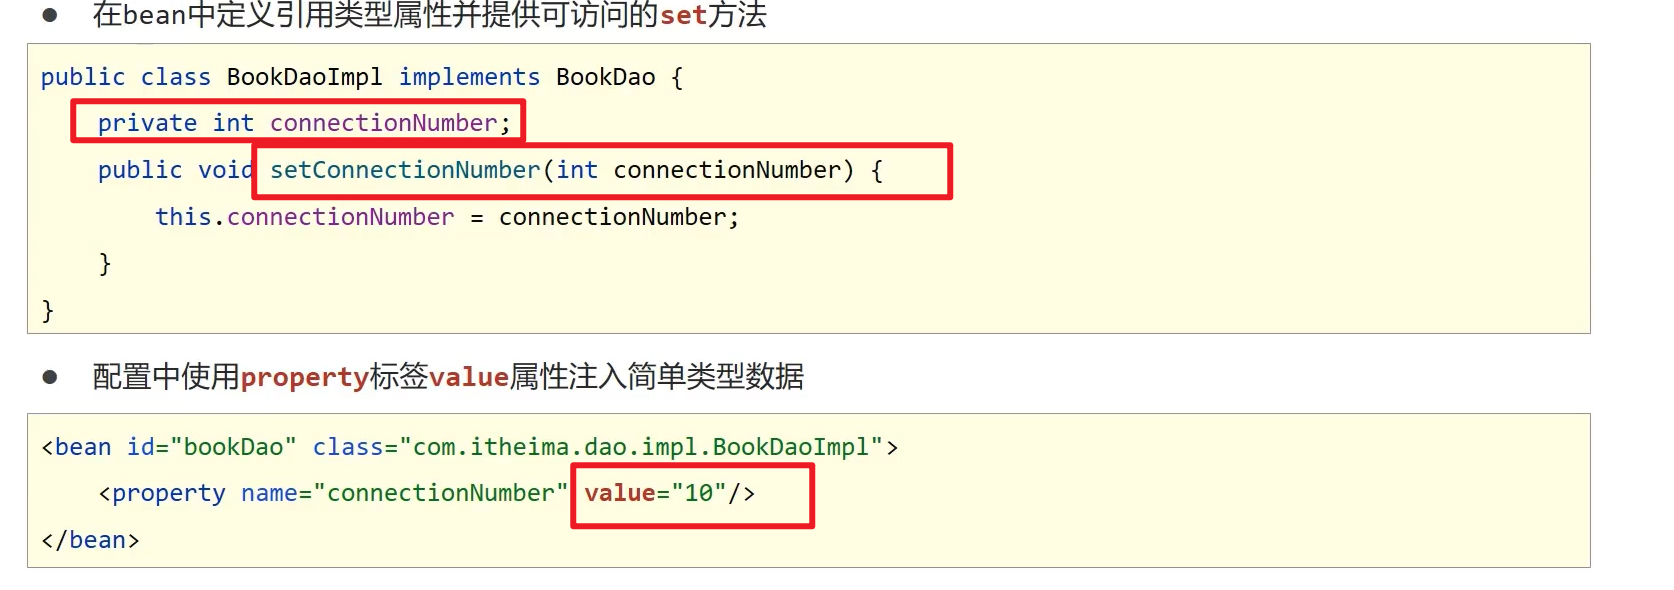 ● 在bean中定义引用类型属性并提供可访问的set方法
public class BookDaoImpl implements BookDao {
    private int connectionNumber;
    public void setConnectionNumber(int connectionNumber) {
        this.connectionNumber = connectionNumber;
    }
}
● 配置中使用property标签value属性注入简单类型数据
<bean id="bookDao" class="com.itheima.dao.impl.BookDaoImpl">
    <property name="connectionNumber" value="10"/>
</bean>